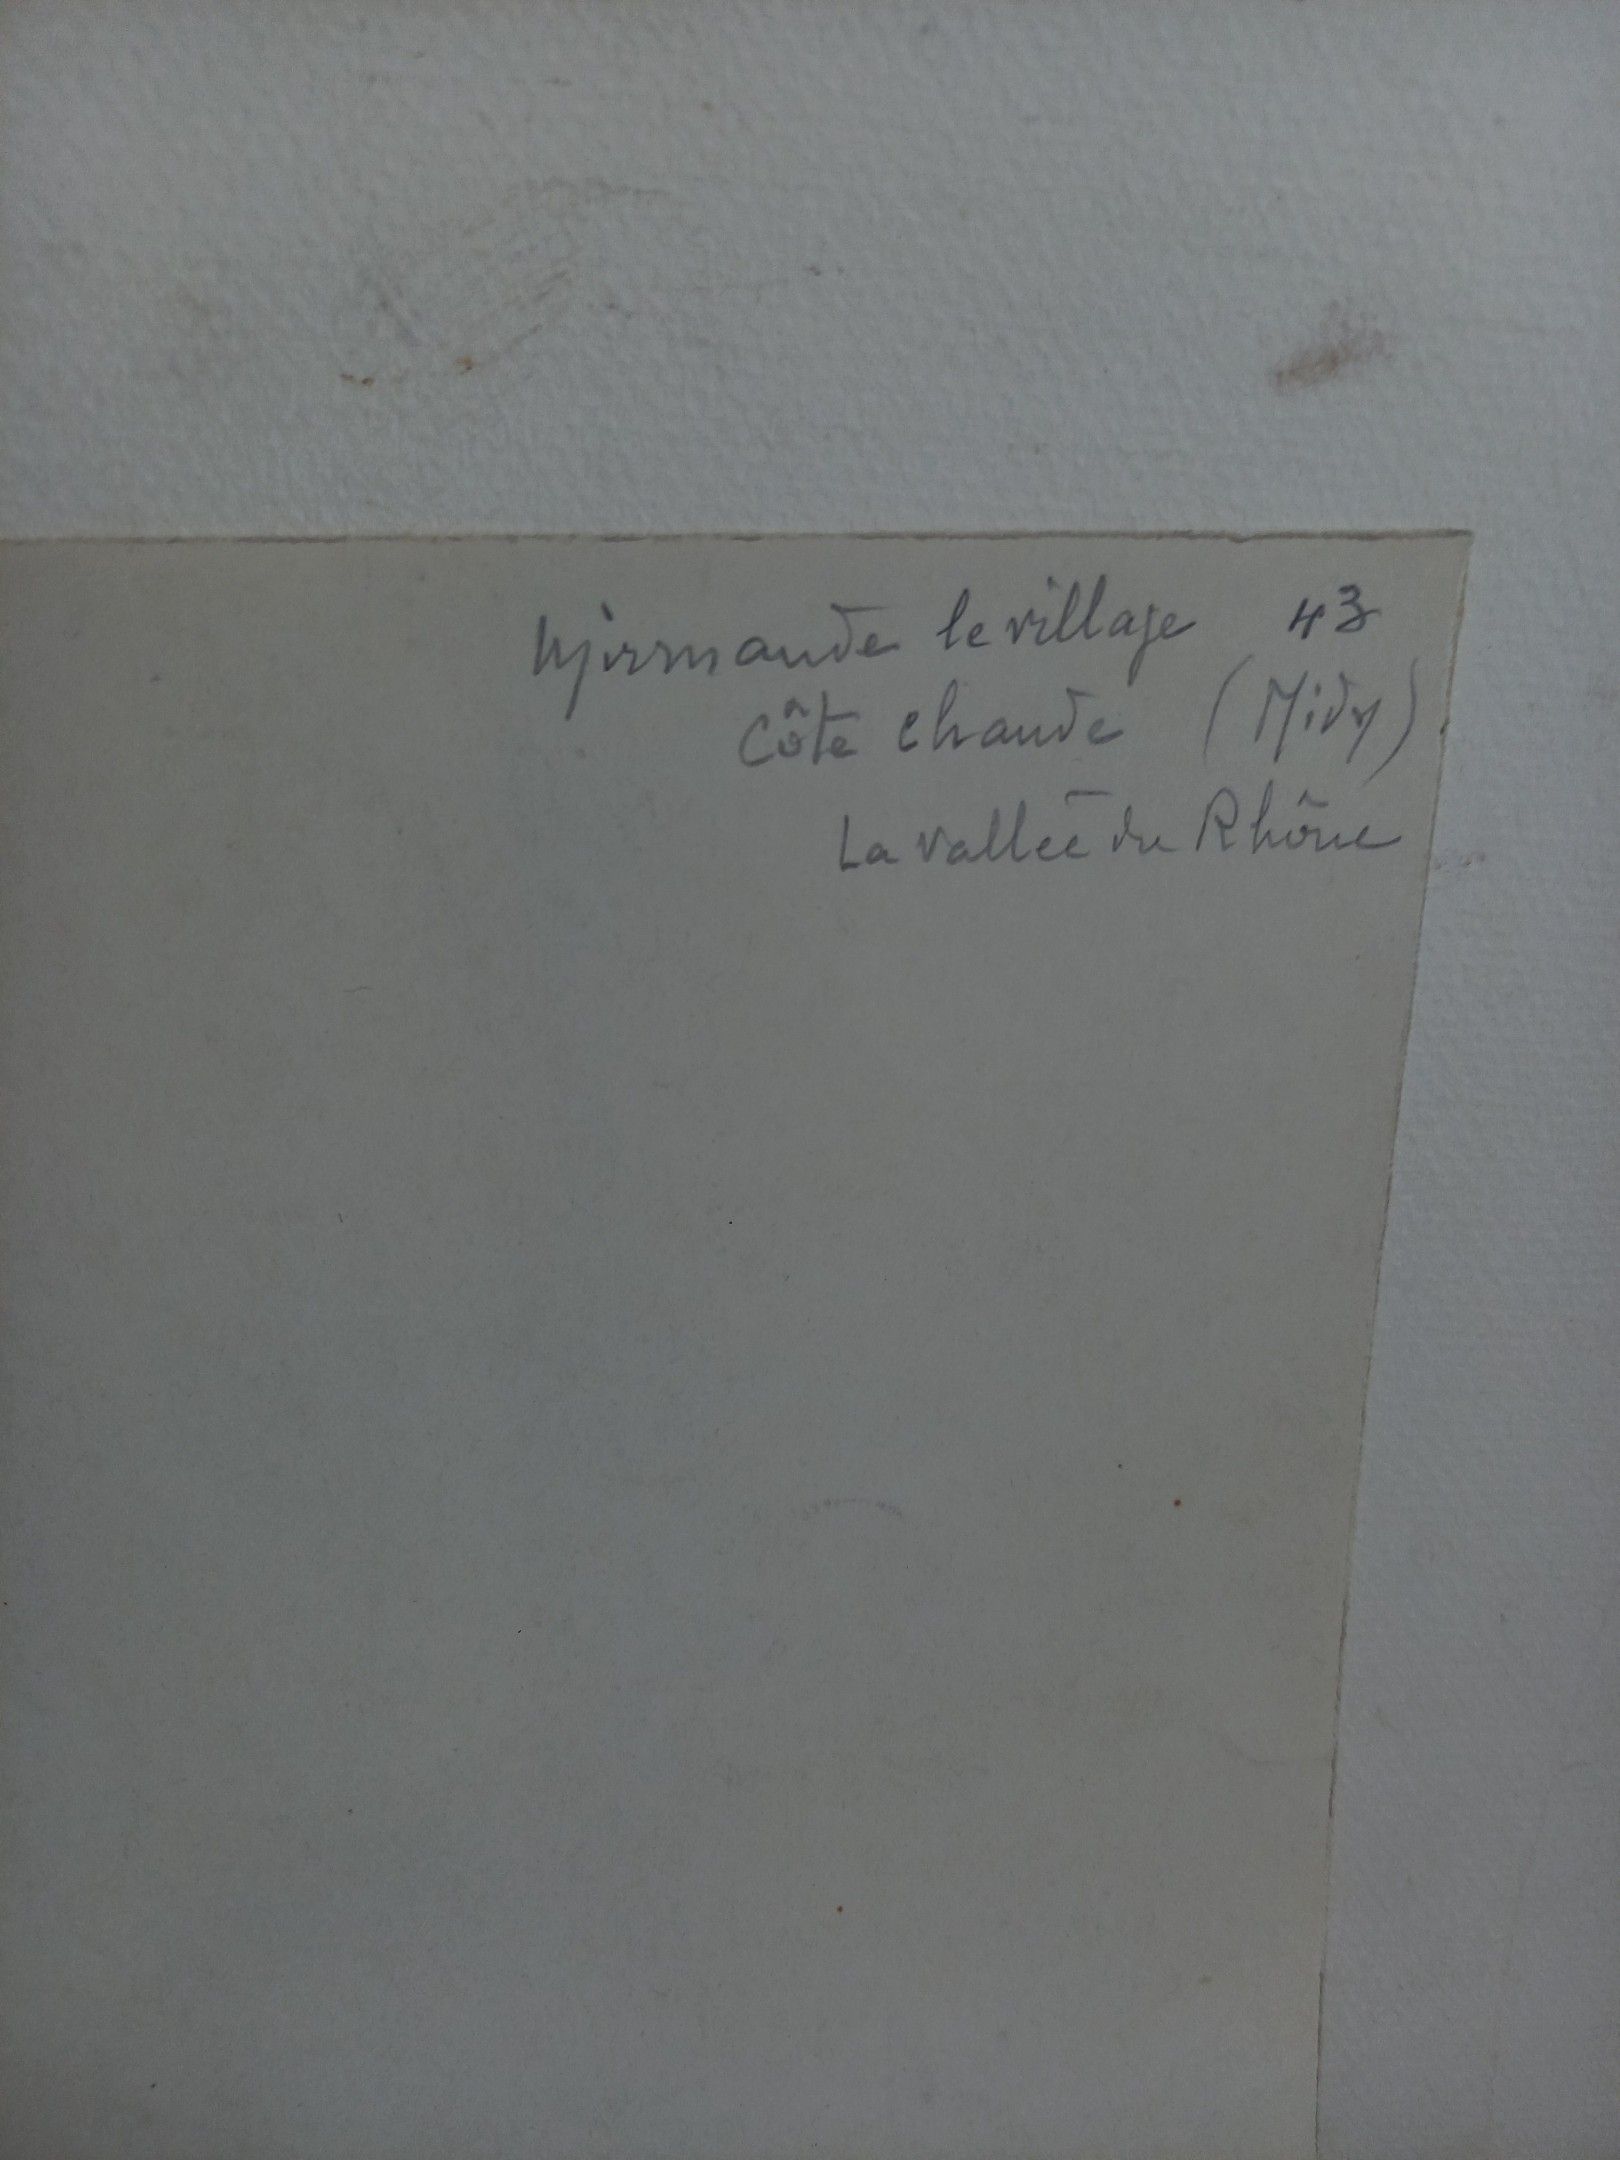 Mirmande le village 43
Côte Chaude (Midy)
La vallée du Rhône